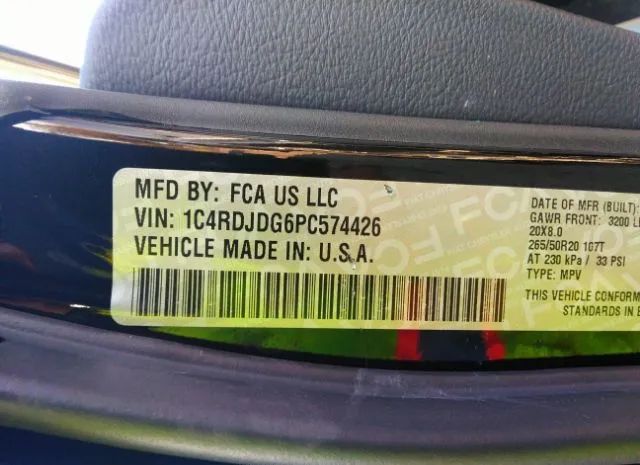 MFD BY: FCA US LLC
VIN: 1C4RDJDG6PC574426
VEHICLE MADE IN: U.S.A.
DATE OF MFR (BUILT):
GAWR FRONT: 3200 L
20X8.0
265/50R20 107T
AT 230 kPa / 33 PSI
TYPE: MPV
THIS VEHICLE CONFORM
STANDARDS IN E